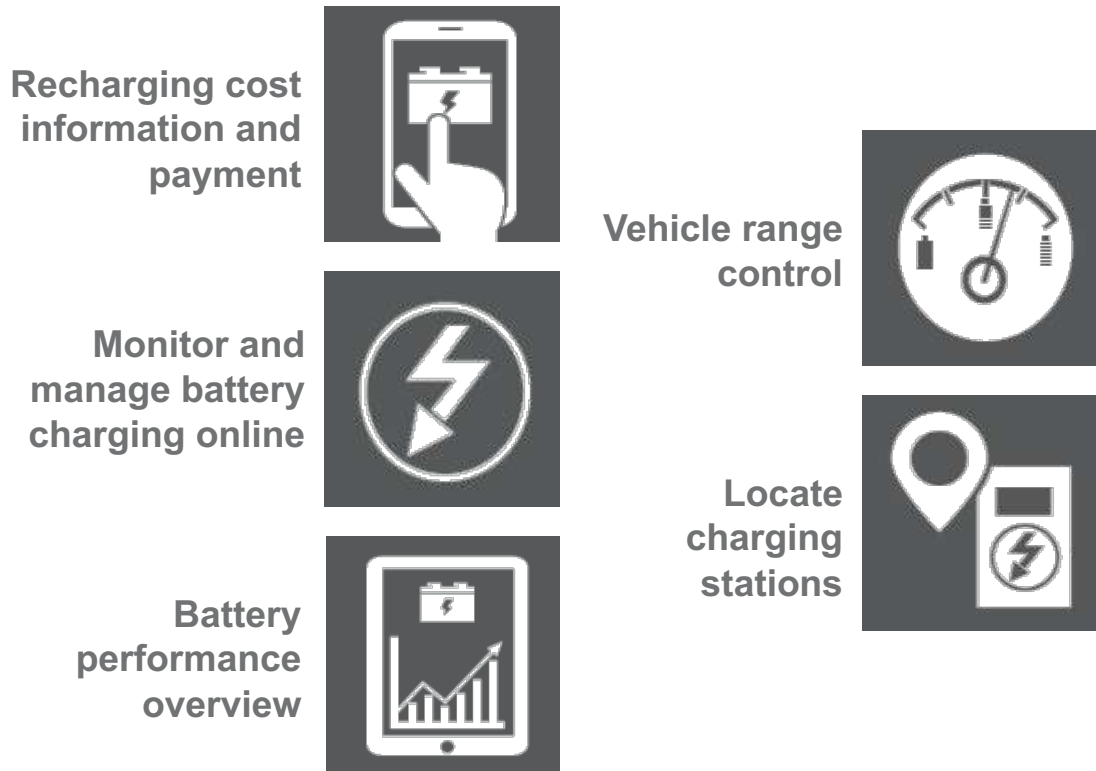 Recharging cost
information and
payment
Monitor and
manage battery
charging online
Battery
performance
overview
Vehicle range
control
Locate
charging
stations